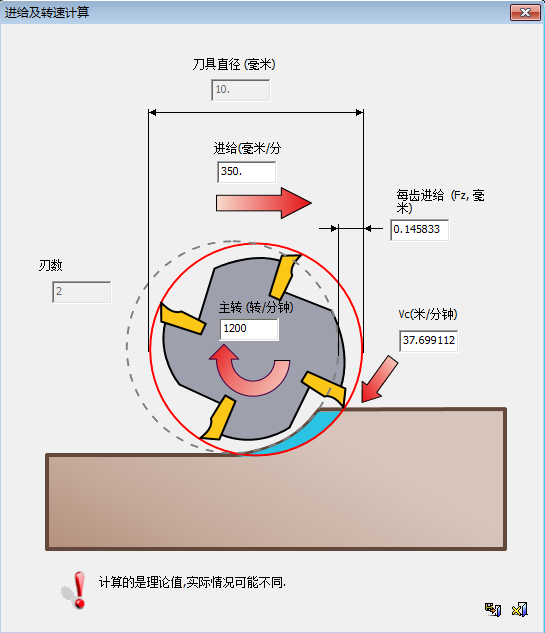 进给及转速计算
刀具直径 (毫米)
10.
进给(毫米/分
350.
每齿进给 (Fz, 毫
米)
0.145833
刃数
2
主转 (转/分钟)
1200
Vc(米/分钟)
37.699112
计算的是理论值,实际情况可能不同.